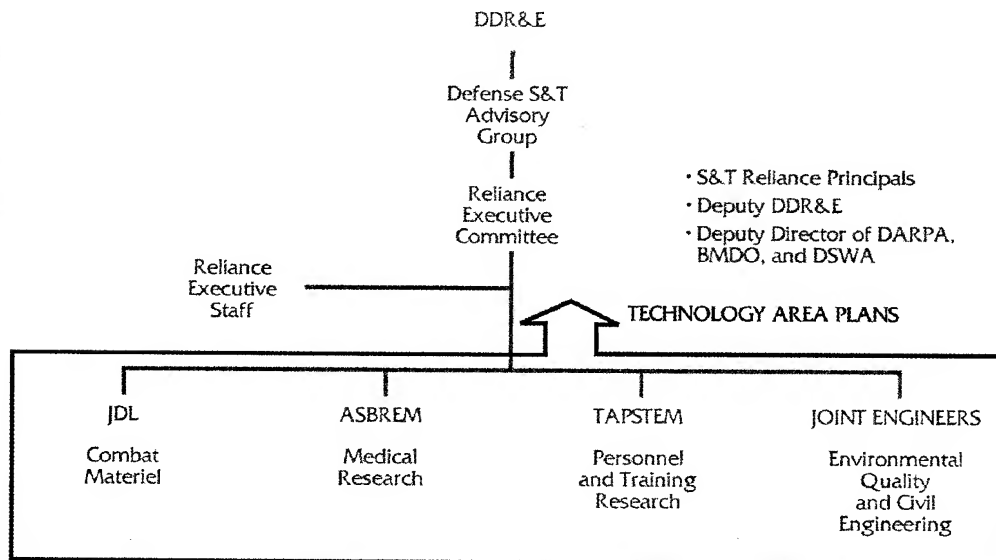 DDR&E
Defense S&T
Advisory
Group
Reliance
Executive
Committee
· S&T Reliance Principals
· Deputy DDR&E
· Deputy Director of DARPA,
BMDO, and DSWA
Reliance
Executive
Staff
TECHNOLOGY AREA PLANS
JDL
Combat
Materiel
ASBREM
Medical
Research
TAPSTEM
Personnel
and Training
Research
JOINT ENGINEERS
Environmental
Quality
and Civil
Engineering